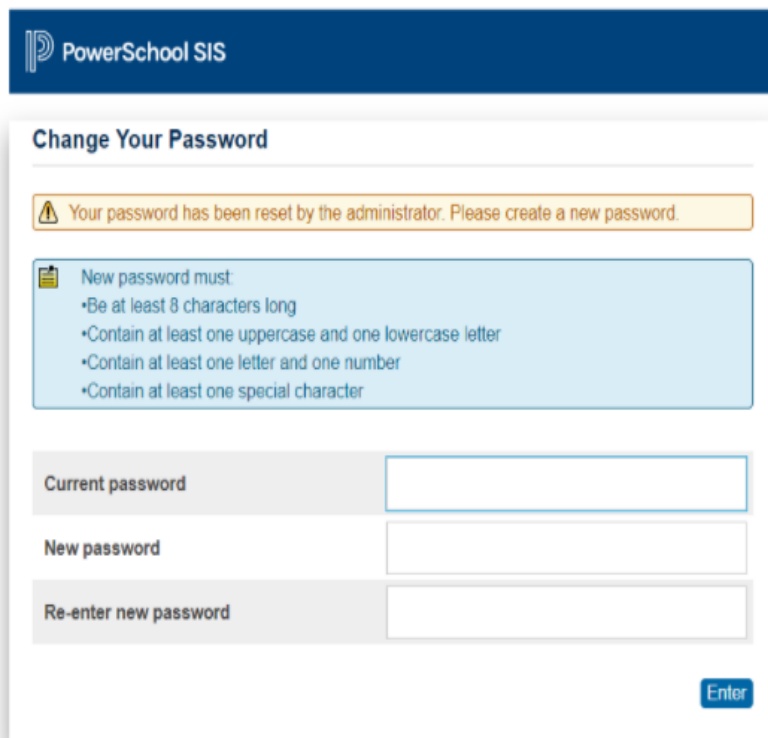 PowerSchool SIS
Change Your Password
Your password has been reset by the administrator. Please create a new password.
New password must:
•Be at least 8 characters long
•Contain at least one uppercase and one lowercase letter
•Contain at least one letter and one number
•Contain at least one special character
Current password
New password
Re-enter new password
Enter